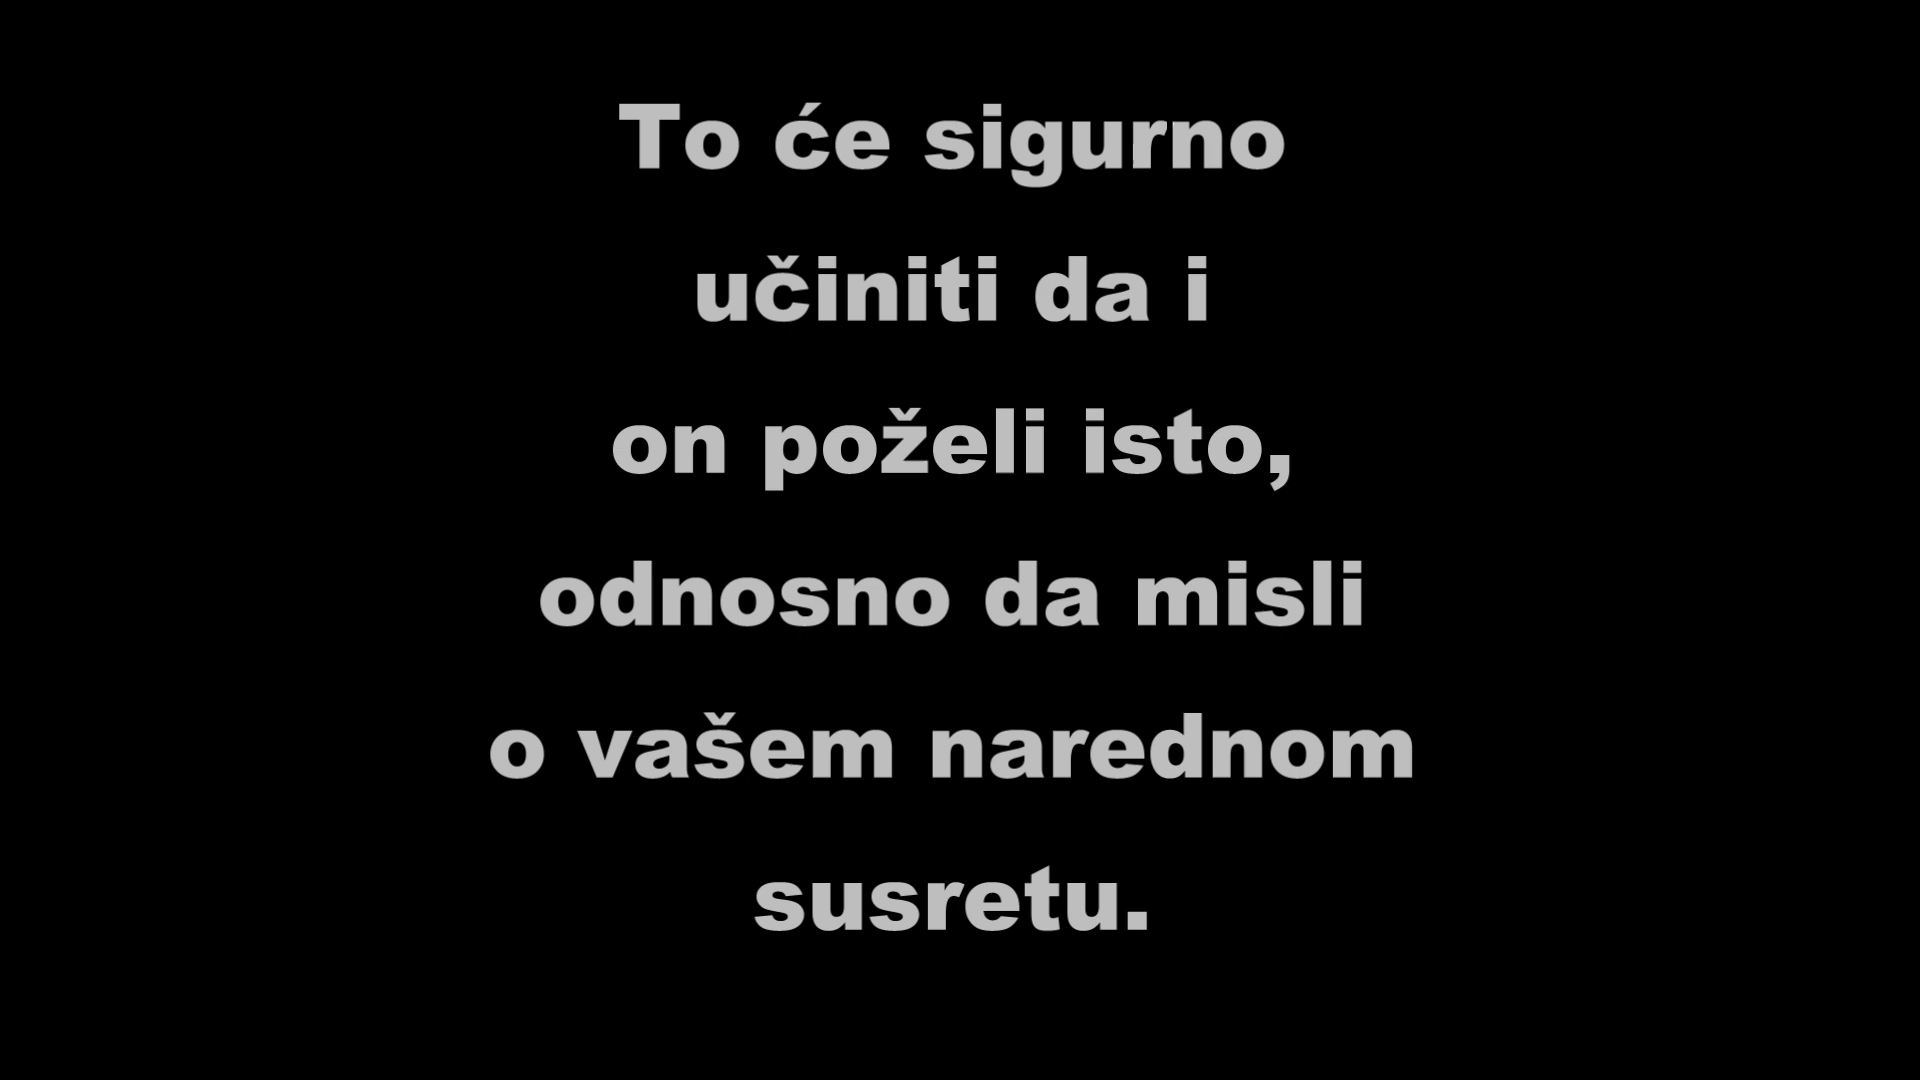 To će sigurno
učiniti da i
on poželi isto,
odnosno da misli
o vašem narednom
susretu.